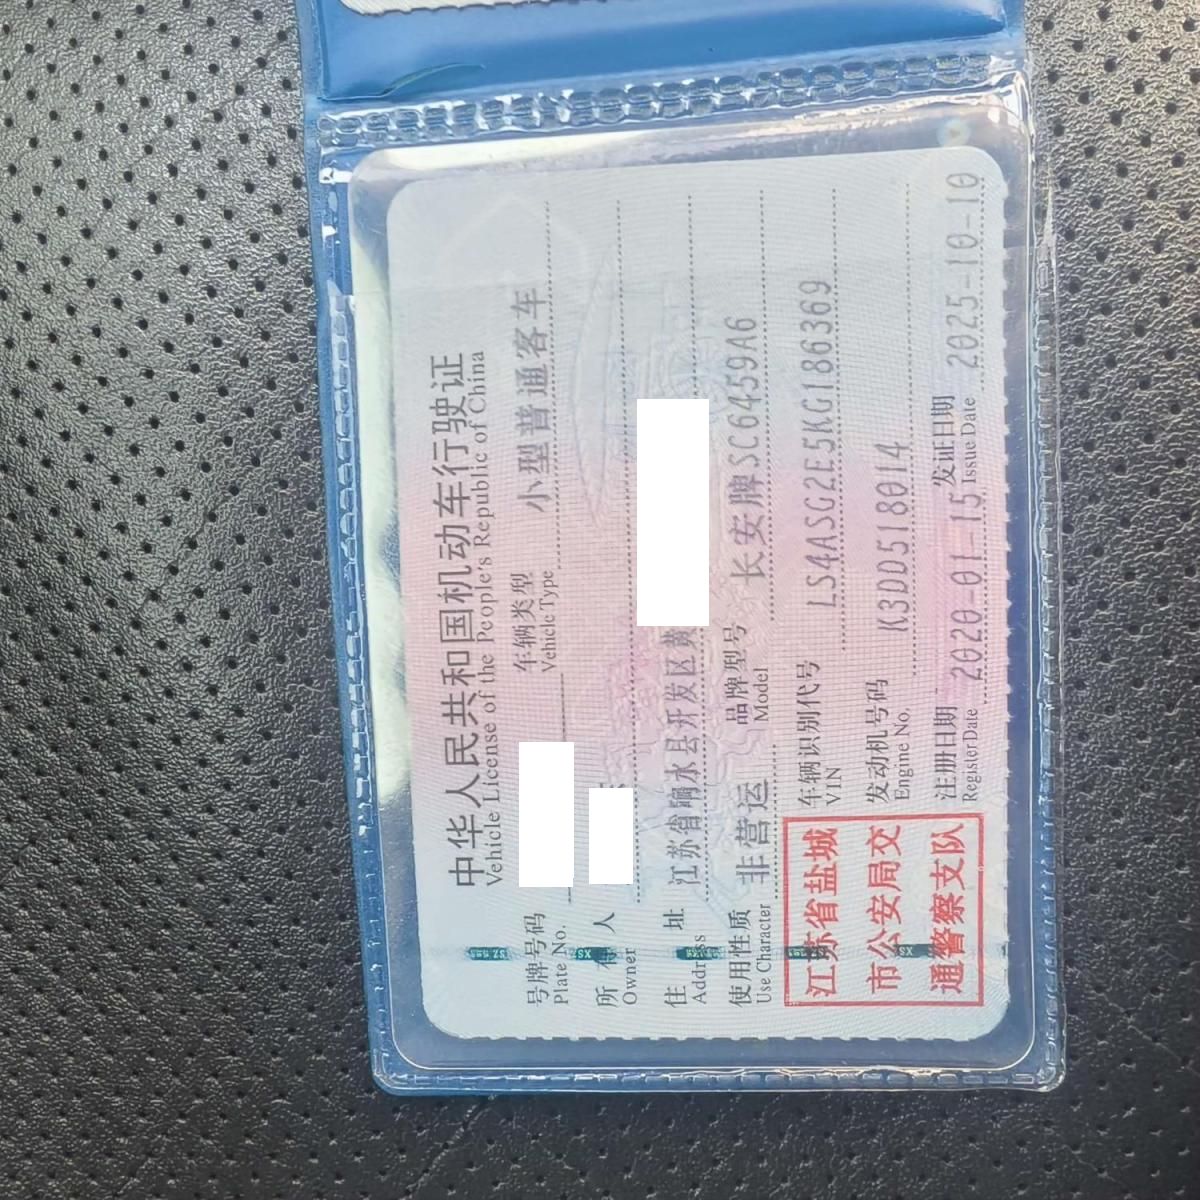 中华人民共和国机动车行驶证
Vehicle License of the People's Republic of China
号牌号码 车辆类型 小型普通客车
Plate No. Vehicle Type
所有人
Owner
住址 江苏省响水县开发区黄
Address
使用性质 非营运 品牌型号 长安牌SC6459A6
Use Character Model
江苏省盐城
市公安局交
通警察支队
车辆识别代号 LS4ASG2E5KG186369
VIN
发动机号码 K3DD518014
Engine No.
注册日期 2020-01-15 发证日期 2025-10-10
Register Date Issue Date